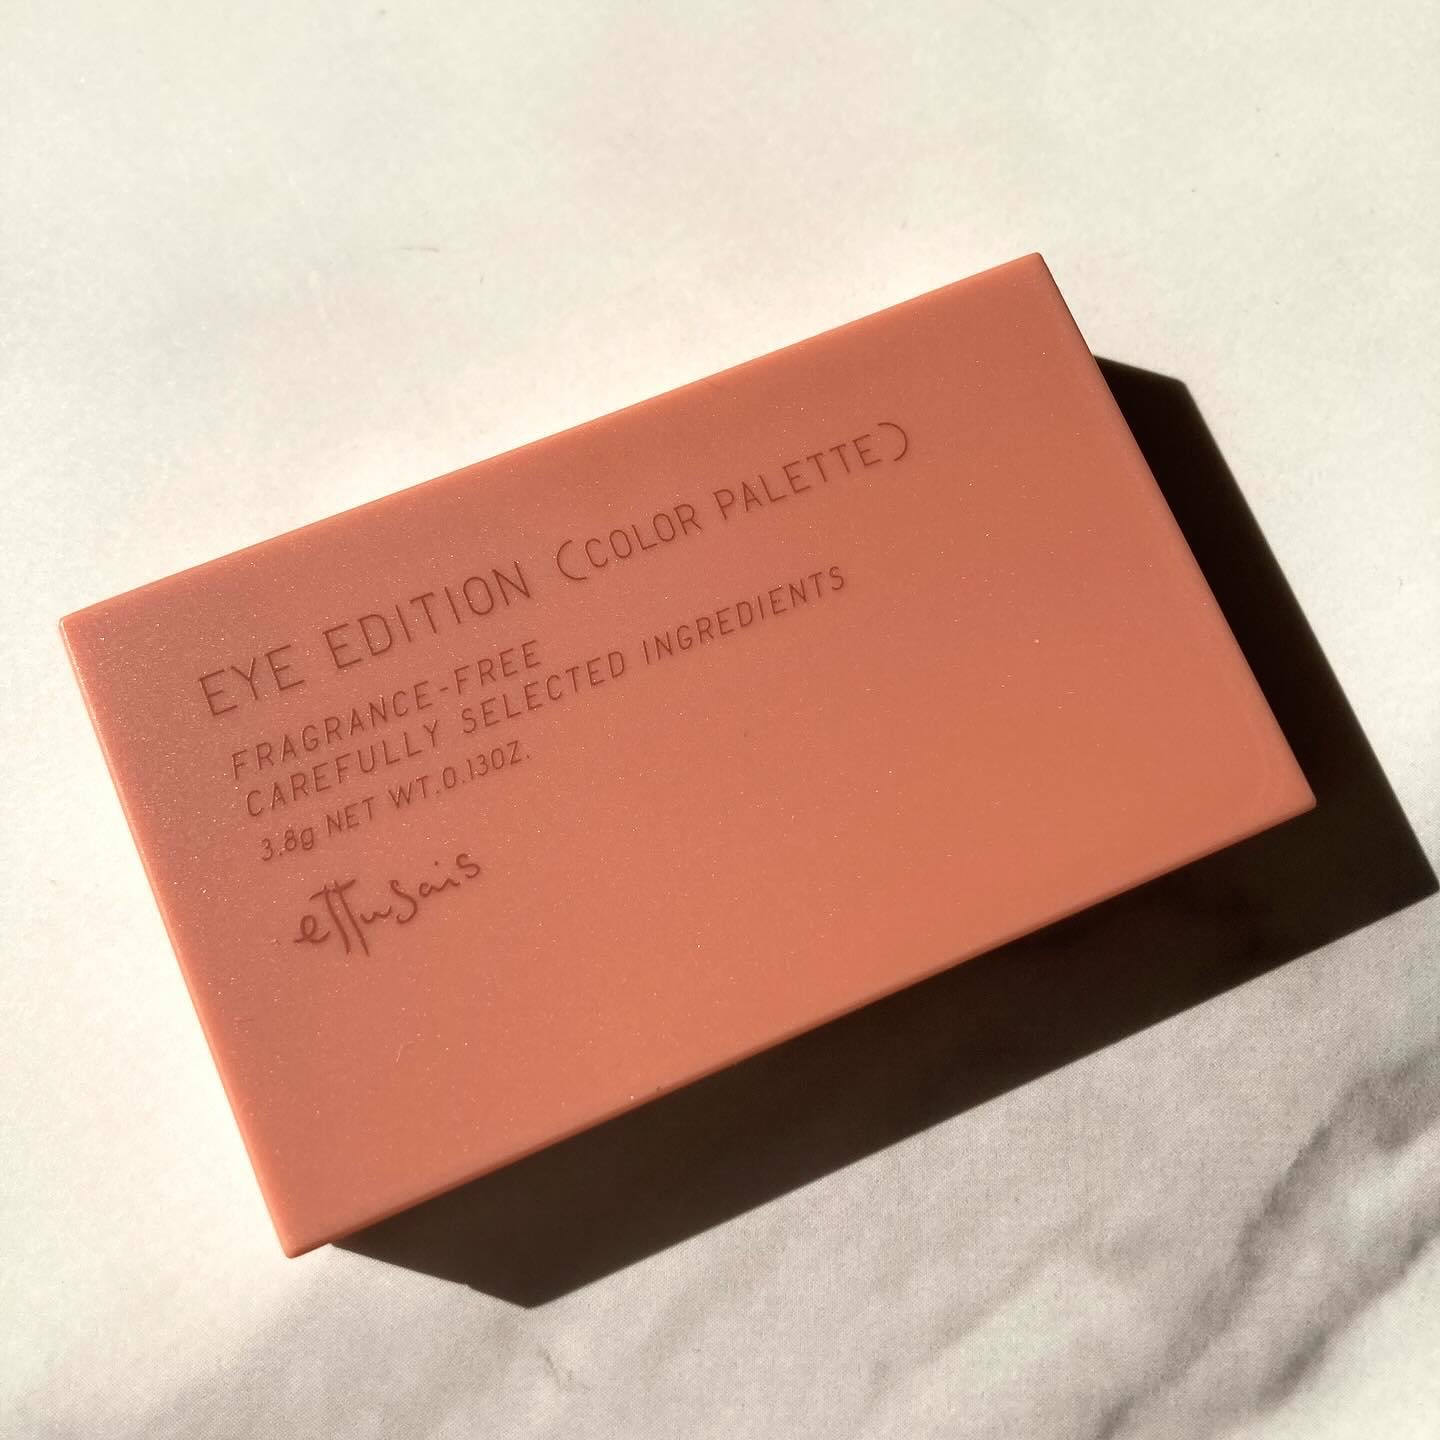 EYE EDITION (COLOR PALETTE)
FRAGRANCE-FREE
CAREFULLY SELECTED INGREDIENTS
3.8g NET WT.0.13OZ.
ettusais